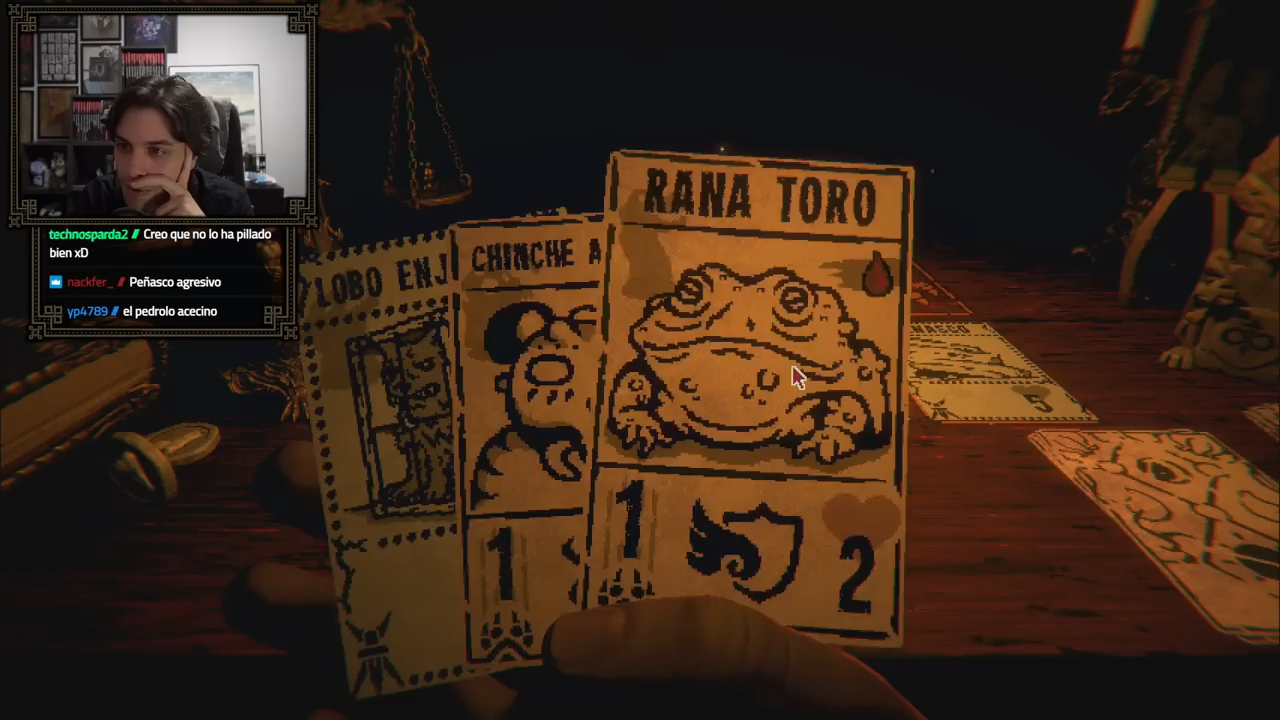 technosparda2 // Creo que no lo ha pillado
bien xD
nackfer_ // Peñasco agresivo
yp4789 // el pedrolo acecino
LOBO ENJ
CHINCHE A
RANA TORO
1
1
2
5